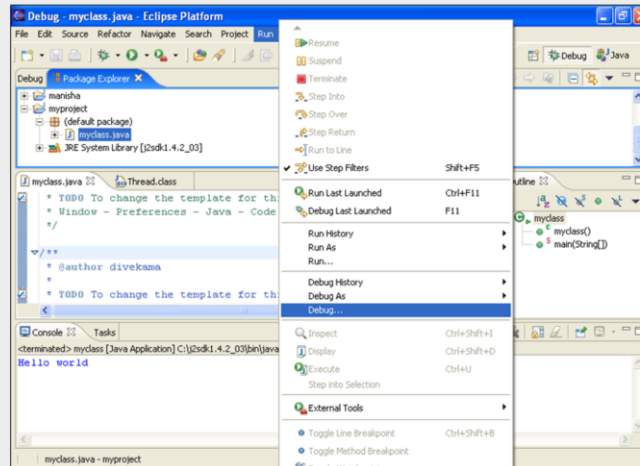 Debug - myclass.java - Eclipse Platform
File Edit Source Refactor Navigate Search Project Run
Debug Java
Debug Package Explorer
manisha
myproject
(default package)
myclass.java
JRE System Library [j2sdk1.4.2_03]
myclass.java Thread.class
* TODO To change the template for thi
* Window - Preferences - Java - Code
*/
/**
* @author divekama
*
* TODO To change the template for thi
Console Tasks
<terminated> myclass [Java Application] C:\j2sdk1.4.2_03\bin\java
Hello world
myclass.java - myproject
Resume
Suspend
Terminate
Step Into
Step Over
Step Return
Run to Line
Use Step Filters Shift+F5
Run Last Launched Ctrl+F11
Debug Last Launched F11
Run History
Run As
Run...
Debug History
Debug As
Debug...
Inspect Ctrl+Shift+I
Display Ctrl+Shift+D
Execute Ctrl+U
Step into Selection
External Tools
Toggle Line Breakpoint Ctrl+Shift+B
Toggle Method Breakpoint
utline
myclass
myclass()
main(String[])